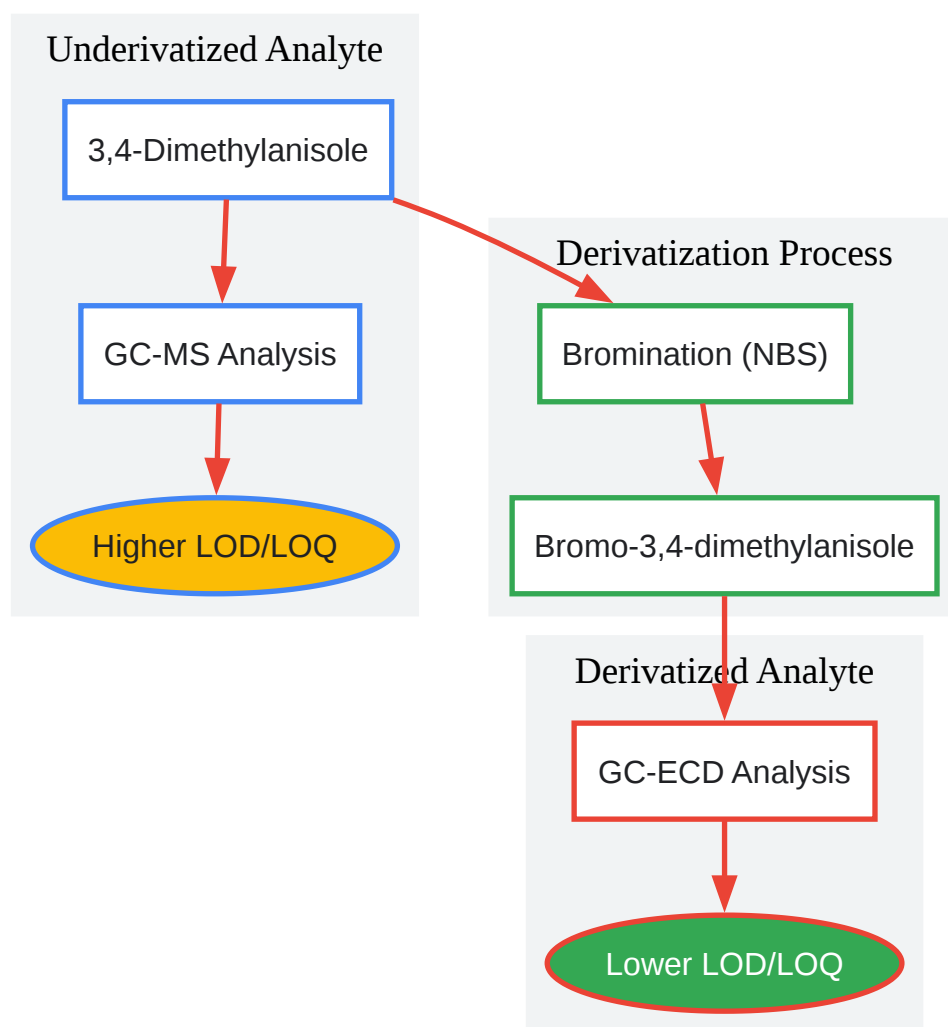 Underivatized Analyte
3,4-Dimethylanisole
GC-MS Analysis
Higher LOD/LOQ
Derivatization Process
Bromination (NBS)
Bromo-3,4-dimethylanisole
Derivatized Analyte
GC-ECD Analysis
Lower LOD/LOQ